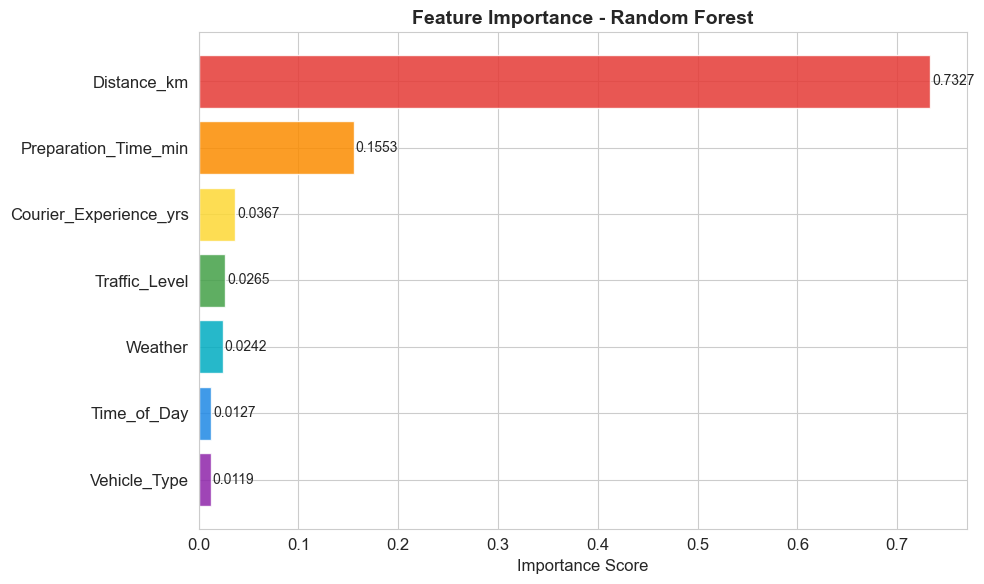 Feature Importance - Random Forest
Distance_km
0.7327
Preparation_Time_min
0.1553
Courier_Experience_yrs
0.0367
Traffic_Level
0.0265
Weather
0.0242
Time_of_Day
0.0127
Vehicle_Type
0.0119
0.0 0.1 0.2 0.3 0.4 0.5 0.6 0.7
Importance Score